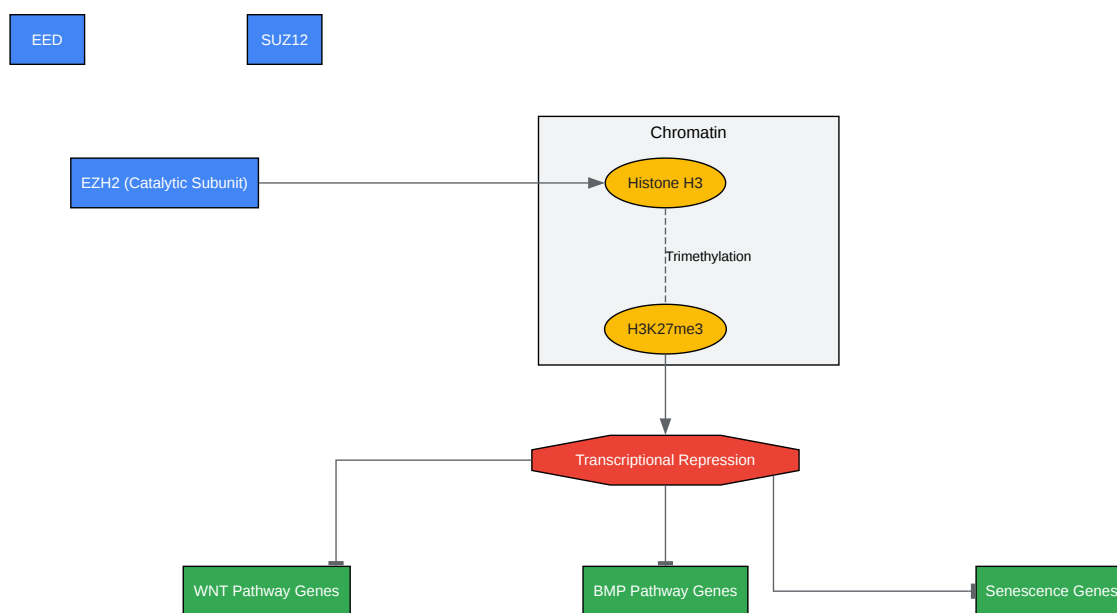 EED
SUZ12
Chromatin
EZH2 (Catalytic Subunit)
Histone H3
Trimethylation
H3K27me3
Transcriptional Repression
WNT Pathway Genes
BMP Pathway Genes
Senescence Genes